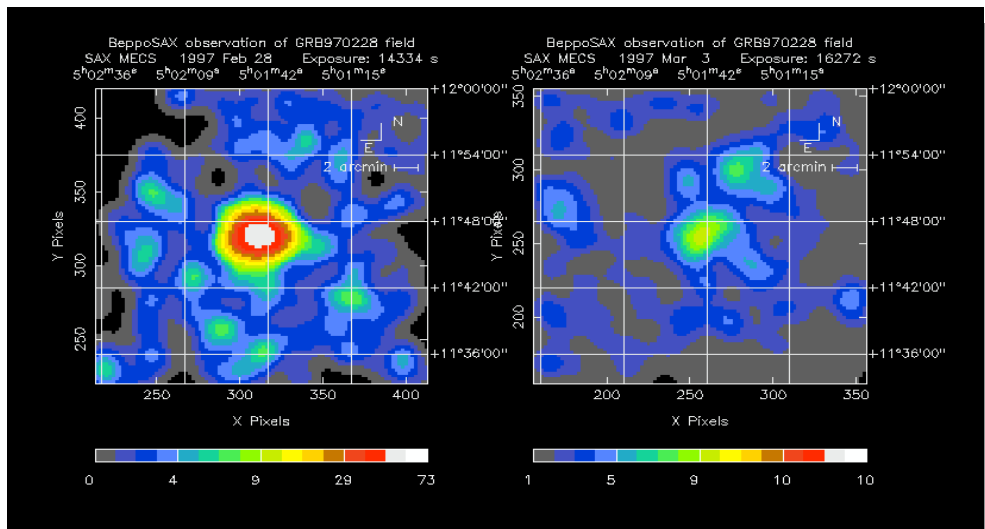 BeppoSAX observation of GRB970228 field
SAX MECS 1997 Feb 28 Exposure: 14334 s
5h02m36s 5h02m09s 5h01m42s 5h01m15s
+12°00'00"
+11°54'00"
+11°48'00"
+11°42'00"
+11°36'00"
N
E
2 arcmin
400
350
300
250
Y Pixels
250 300 350 400
X Pixels
0 4 9 29 73
BeppoSAX observation of GRB970228 field
SAX MECS 1997 Mar 3 Exposure: 16272 s
5h02m36s 5h02m09s 5h01m42s 5h01m15s
+12°00'00"
+11°54'00"
+11°48'00"
+11°42'00"
+11°36'00"
N
E
2 arcmin
350
300
250
200
Y Pixels
200 250 300 350
X Pixels
1 5 9 10 10